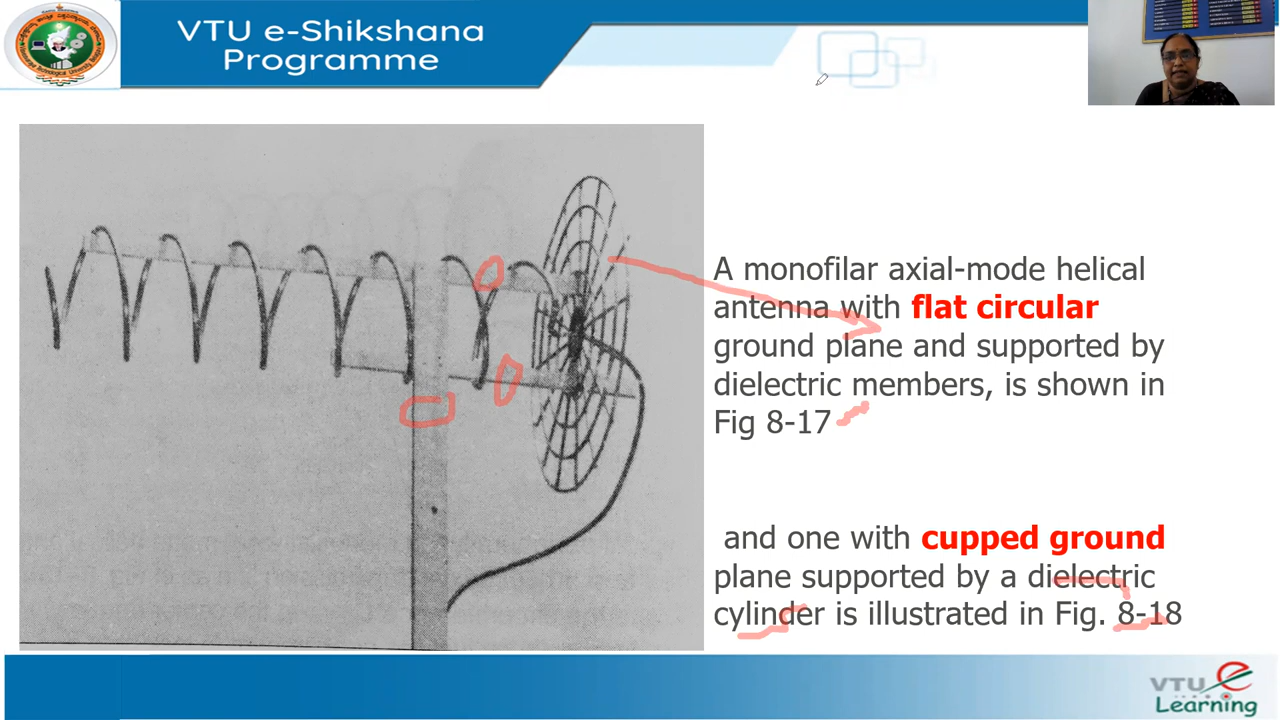 VTU e-Shikshana
Programme
A monofilar axial-mode helical
antenna with flat circular
ground plane and supported by
dielectric members, is shown in
Fig 8-17
and one with cupped ground
plane supported by a dielectric
cylinder is illustrated in Fig. 8-18
VTU e
Learning